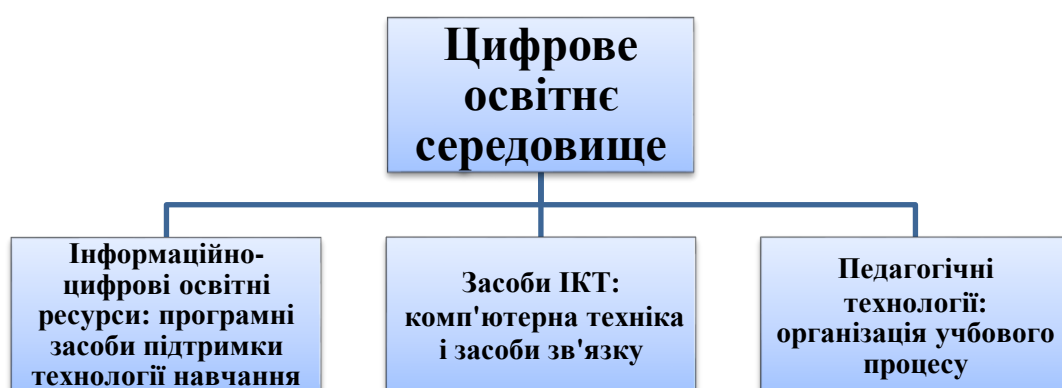 Цифрове
освітнє
середовище
Інформаційно-
цифрові освітні
ресурси: програмні
засоби підтримки
технології навчання
Засоби ІКТ:
комп'ютерна техніка
і засоби зв'язку
Педагогічні
технології:
організація учбового
процесу